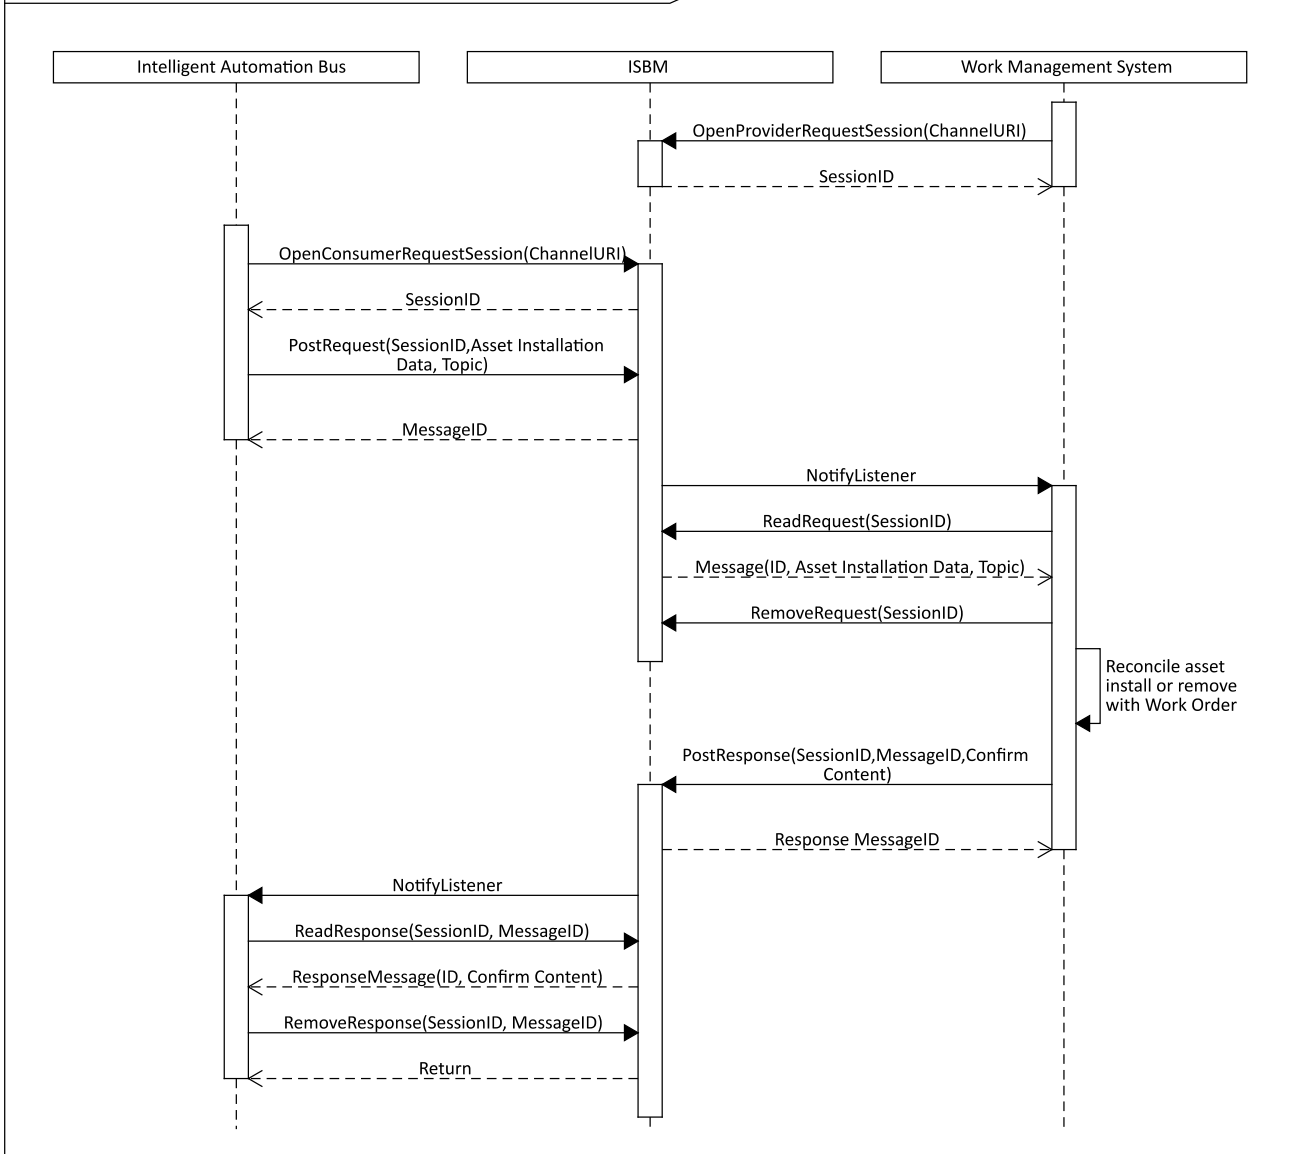 Intelligent Automation Bus
ISBM
Work Management System
OpenProviderRequestSession(ChannelURI)
SessionID
OpenConsumerRequestSession(ChannelURI)
SessionID
PostRequest(SessionID,Asset Installation
Data, Topic)
MessageID
NotifyListener
ReadRequest(SessionID)
Message(ID, Asset Installation Data, Topic)
RemoveRequest(SessionID)
Reconcile asset
install or remove
with Work Order
PostResponse(SessionID,MessageID,Confirm
Content)
Response MessageID
NotifyListener
ReadResponse(SessionID, MessageID)
ResponseMessage(ID, Confirm Content)
RemoveResponse(SessionID, MessageID)
Return